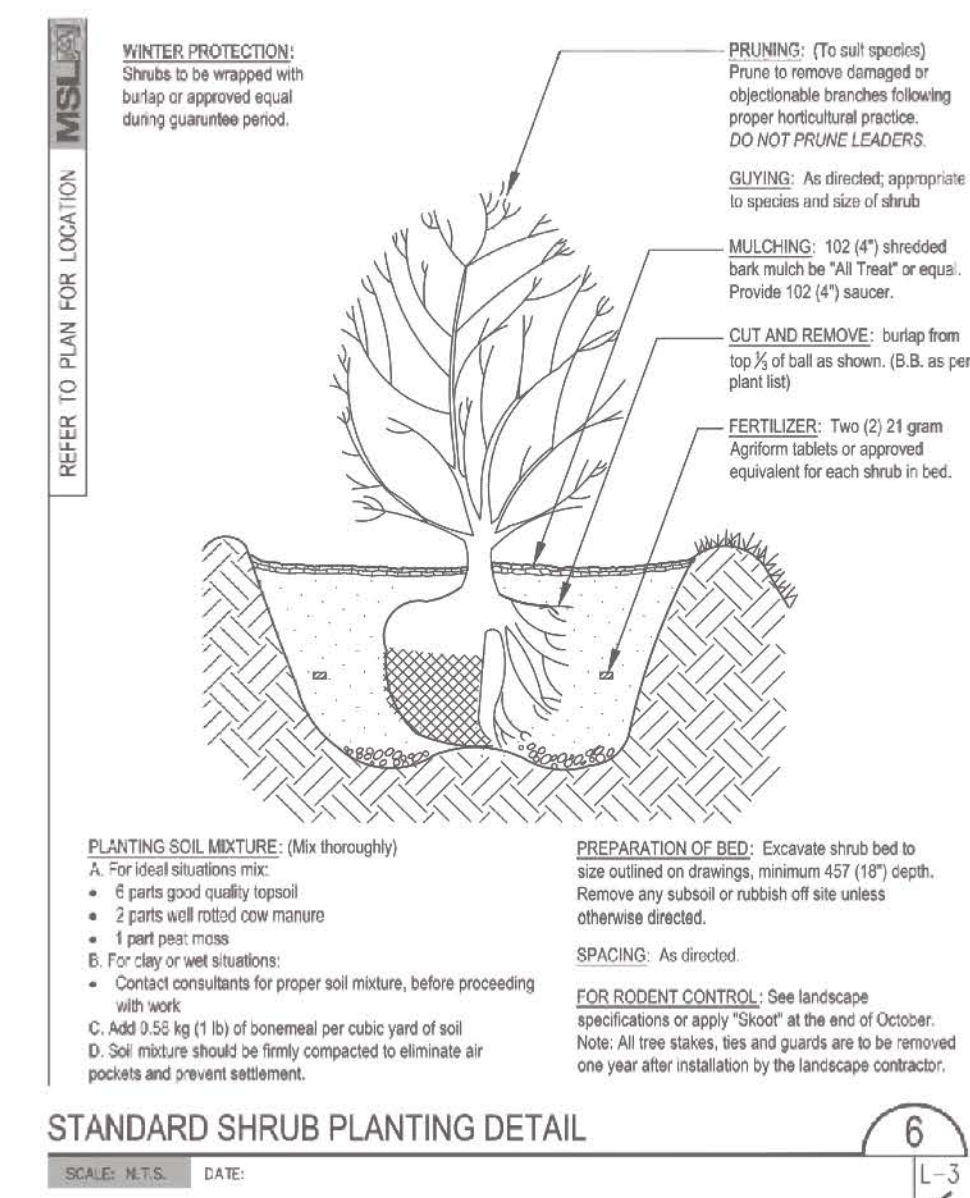 MSLA
REFER TO PLAN FOR LOCATION
WINTER PROTECTION:
Shrubs to be wrapped with
burlap or approved equal
during guaruntee period.
PRUNING: (To suit species)
Prune to remove damaged or
objectionable branches following
proper horticultural practice.
DO NOT PRUNE LEADERS.
GUYING: As directed; appropriate
to species and size of shrub
MULCHING: 102 (4") shredded
bark mulch be "All Treat" or equal.
Provide 102 (4") saucer.
CUT AND REMOVE: burlap from
top ⅓ of ball as shown. (B.B. as per
plant list)
FERTILIZER: Two (2) 21 gram
Agriform tablets or approved
equivalent for each shrub in bed.
PLANTING SOIL MIXTURE: (Mix thoroughly)
A. For ideal situations mix:
• 6 parts good quality topsoil
• 2 parts well rotted cow manure
• 1 part peat moss
B. For clay or wet situations:
• Contact consultants for proper soil mixture, before proceeding
with work
C. Add 0.56 kg (1 lb) of bonemeal per cubic yard of soil
D. Soil mixture should be firmly compacted to eliminate air
pockets and prevent settlement.
PREPARATION OF BED: Excavate shrub bed to
size outlined on drawings, minimum 457 (18") depth.
Remove any subsoil or rubbish off site unless
otherwise directed.
SPACING: As directed.
FOR RODENT CONTROL: See landscape
specifications or apply "Skoot" at the end of October.
Note: All tree stakes, ties and guards are to be removed
one year after installation by the landscape contractor.
STANDARD SHRUB PLANTING DETAIL
6
L-3
SCALE: N.T.S. DATE: